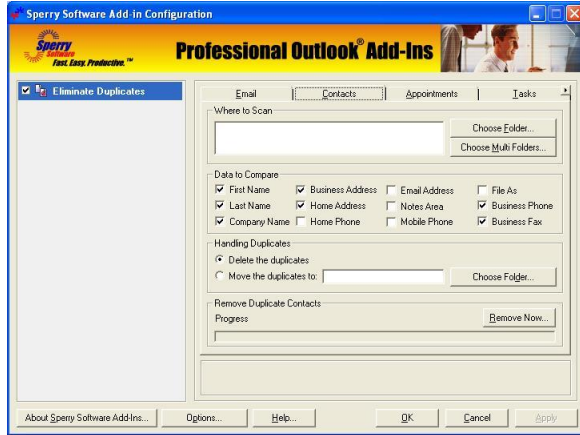 Sperry Software Add-in Configuration
Sperry Software
Fast. Easy. Productive.™
Professional Outlook® Add-Ins
Eliminate Duplicates
Email Contacts Appointments Tasks
Where to Scan
Choose Folder...
Choose Multi Folders...
Data to Compare
First Name Business Address Email Address File As
Last Name Home Address Notes Area Business Phone
Company Name Home Phone Mobile Phone Business Fax
Handling Duplicates
Delete the duplicates
Move the duplicates to: Choose Folder...
Remove Duplicate Contacts
Progress Remove Now...
About Sperry Software Add-Ins... Options... Help... OK Cancel Apply